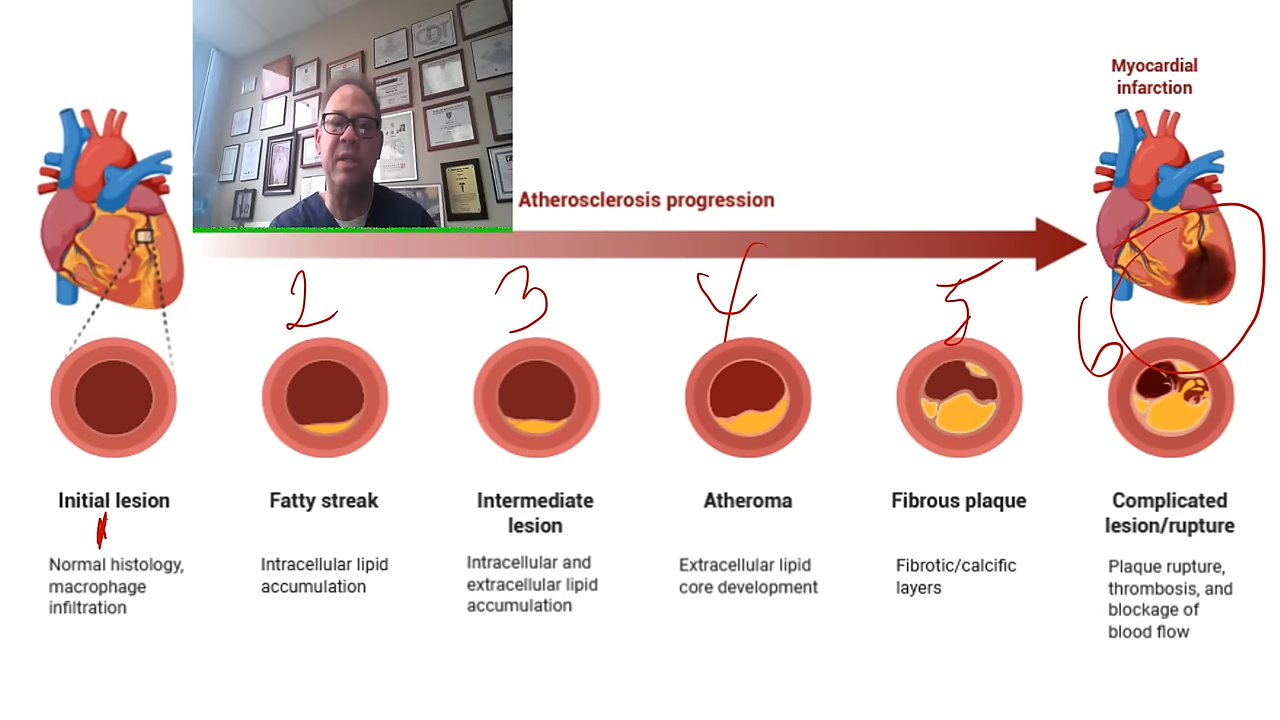 Myocardial
infarction
Atherosclerosis progression
2
3
4
5
6
Initial lesion
1
Normal histology,
macrophage
infiltration
Fatty streak
Intracellular lipid
accumulation
Intermediate
lesion
Intracellular and
extracellular lipid
accumulation
Atheroma
Extracellular lipid
core development
Fibrous plaque
Fibrotic/calcific
layers
Complicated
lesion/rupture
Plaque rupture,
thrombosis, and
blockage of
blood flow